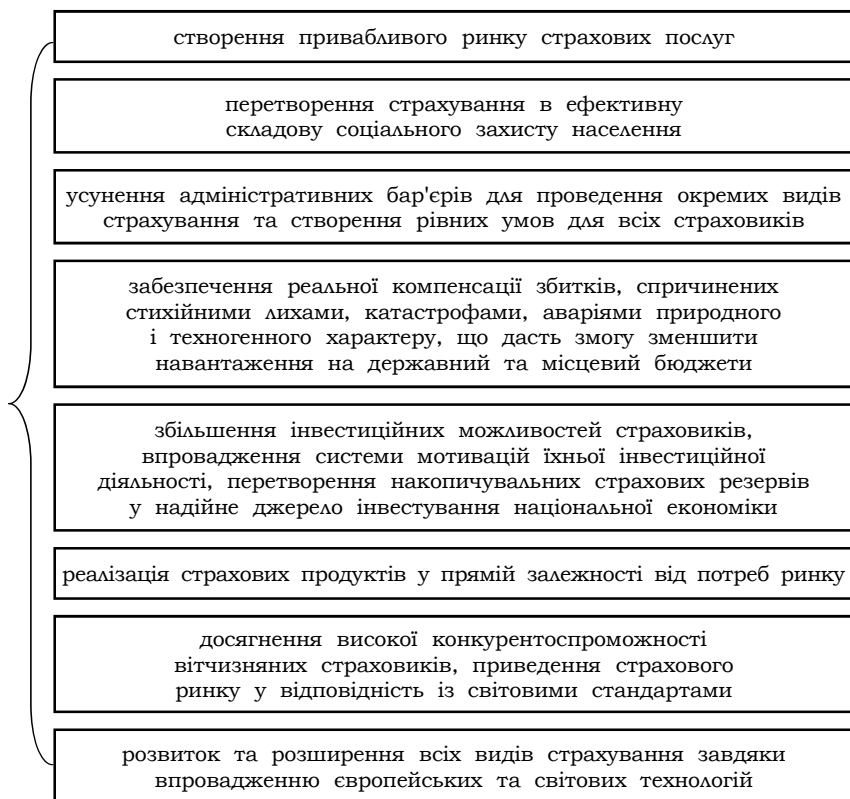 створення привабливого ринку страхових послуг
перетворення страхування в ефективну
складову соціального захисту населення
усунення адміністративних бар'єрів для проведення окремих видів
страхування та створення рівних умов для всіх страховиків
забезпечення реальної компенсації збитків, спричинених
стихійними лихами, катастрофами, аваріями природного
і техногенного характеру, що дасть змогу зменшити
навантаження на державний та місцевий бюджети
збільшення інвестиційних можливостей страховиків,
впровадження системи мотивацій їхньої інвестиційної
діяльності, перетворення накопичувальних страхових резервів
у надійне джерело інвестування національної економіки
реалізація страхових продуктів у прямій залежності від потреб ринку
досягнення високої конкурентоспроможності
вітчизняних страховиків, приведення страхового
ринку у відповідність із світовими стандартами
розвиток та розширення всіх видів страхування завдяки
впровадженню європейських та світових технологій